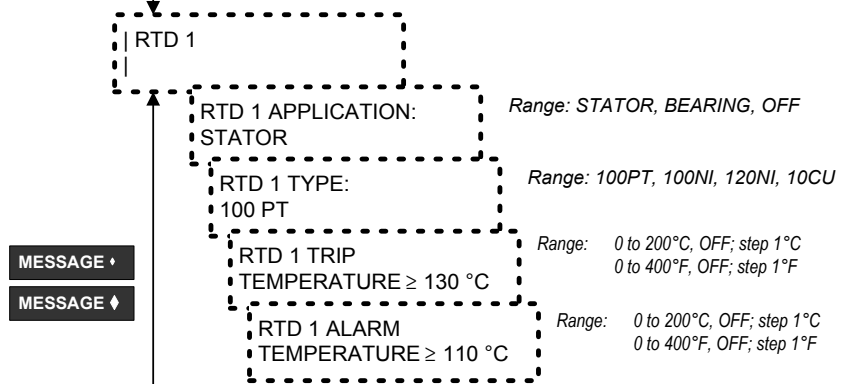 | RTD 1
|
RTD 1 APPLICATION:
STATOR
Range: STATOR, BEARING, OFF
RTD 1 TYPE:
100 PT
Range: 100PT, 100NI, 120NI, 10CU
MESSAGE
MESSAGE
RTD 1 TRIP
TEMPERATURE ≥ 130 °C
Range: 0 to 200°C, OFF; step 1°C
0 to 400°F, OFF; step 1°F
RTD 1 ALARM
TEMPERATURE ≥ 110 °C
Range: 0 to 200°C, OFF; step 1°C
0 to 400°F, OFF; step 1°F